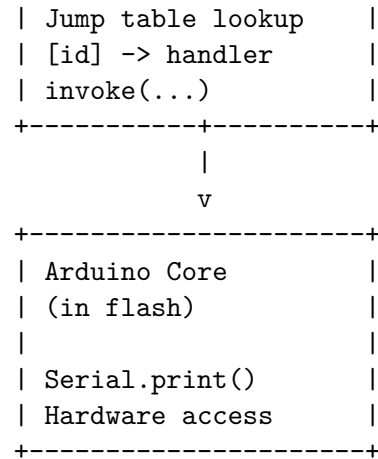 | Jump table lookup    |
| [id] -> handler      |
| invoke(...)          |
+-----------+----------+
            |
            v
+----------------------+
| Arduino Core         |
| (in flash)           |
|                      |
| Serial.print()       |
| Hardware access      |
+----------------------+